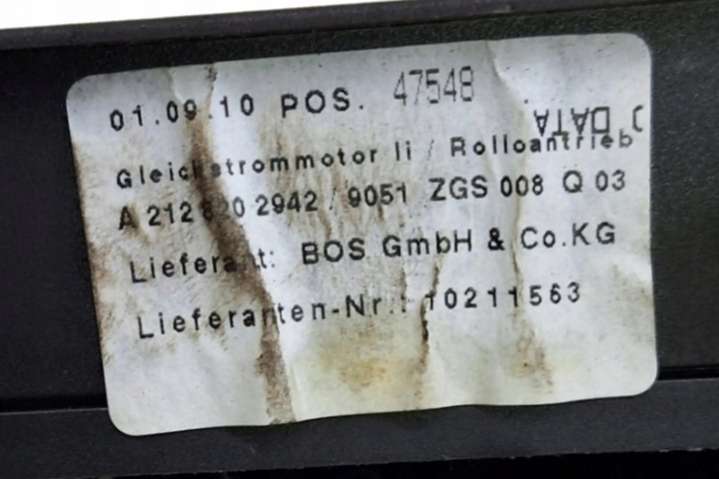 01.09.10 POS. 47548
DATA
Gleichstrommotor li / Rolloantrieb
A 212 820 2942 / 9051 ZGS 008 Q 03
Lieferant: BOS GmbH & Co.KG
Lieferanten-Nr.: 10211563